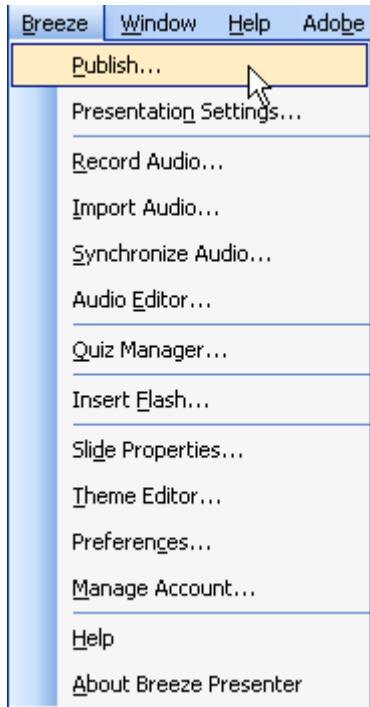 Breeze Window Help Adobe
Publish...
Presentation Settings...
Record Audio...
Import Audio...
Synchronize Audio...
Audio Editor...
Quiz Manager...
Insert Flash...
Slide Properties...
Theme Editor...
Preferences...
Manage Account...
Help
About Breeze Presenter